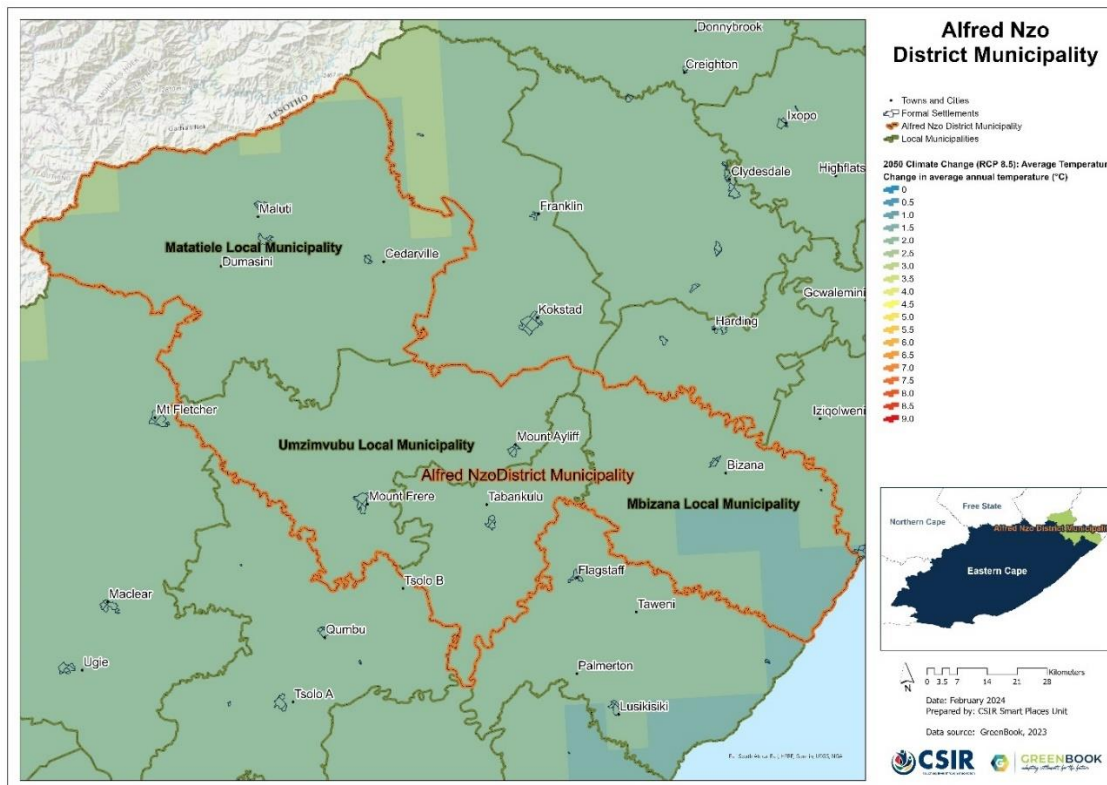 Alfred Nzo
District Municipality
Towns and Cities
Formal Settlements
Alfred Nzo District Municipality
Local Municipalities
2050 Climate Change (RCP 8.5): Average Temperature
Change in average annual temperature (°C)
0
0.5
1.0
1.5
2.0
2.5
3.0
3.5
4.0
4.5
5.0
5.5
6.0
6.5
7.0
7.5
8.0
8.5
9.0
Donnybrook
Creighton
LESOTHO
Ixopo
Highflats
Clydesdale
Maluti
Franklin
Matatiele Local Municipality
Dumasini
Cedarville
Gcwalemini
Kokstad
Harding
Mt Fletcher
Iziqolweni
Umzimvubu Local Municipality
Mount Ayliff
Bizana
Alfred NzoDistrict Municipality
Mount Frere
Tabankulu
Mbizana Local Municipality
Tsolo B
Flagstaff
Maclear
Taweni
Qumbu
Ugie
Palmerton
Tsolo A
Lusikisiki
Free State
Northern Cape
Alfred Nzo District Municipali
Eastern Cape
N
Kilometers
0 3.5 7 14 21 28
Date: February 2024
Prepared by: CSIR Smart Places Unit
Data source: GreenBook, 2023
CSIR
GREENBOOK